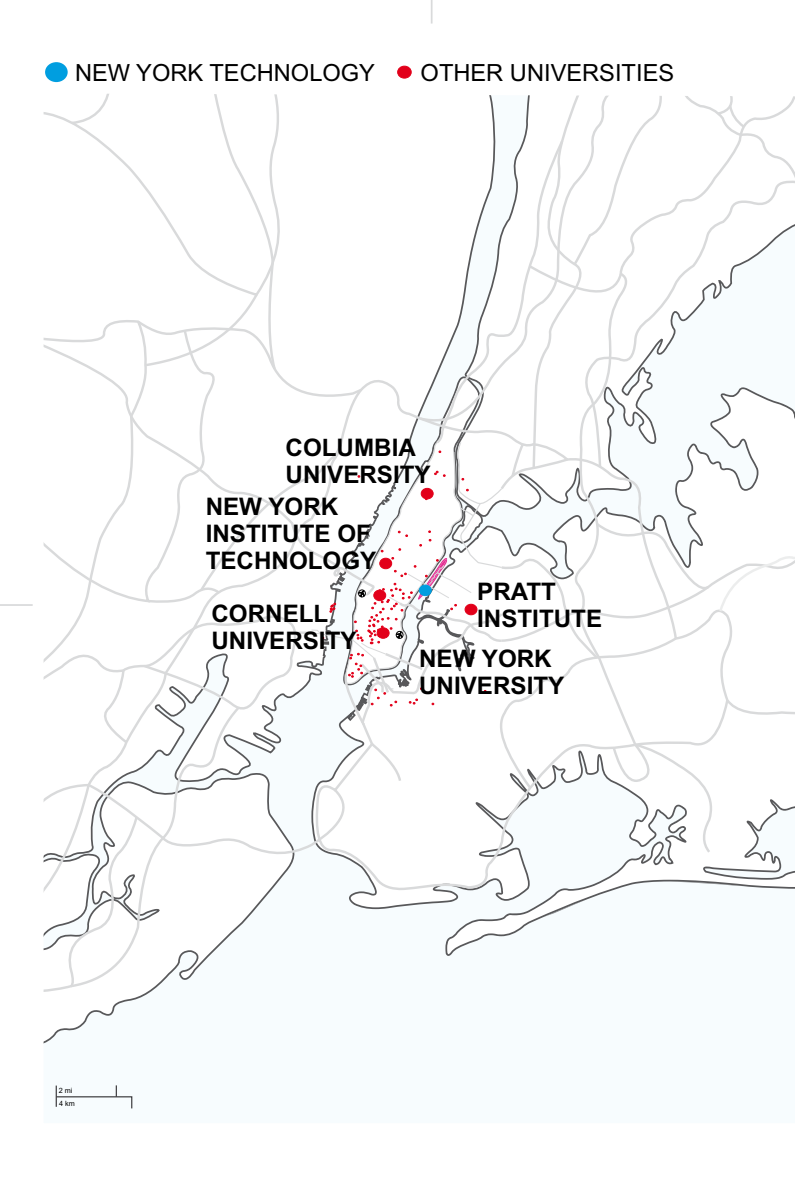 NEW YORK TECHNOLOGY OTHER UNIVERSITIES
COLUMBIA
UNIVERSITY
NEW YORK
INSTITUTE OF
TECHNOLOGY
PRATT
INSTITUTE
CORNELL
UNIVERSITY
NEW YORK
UNIVERSITY
2 mi
4 km